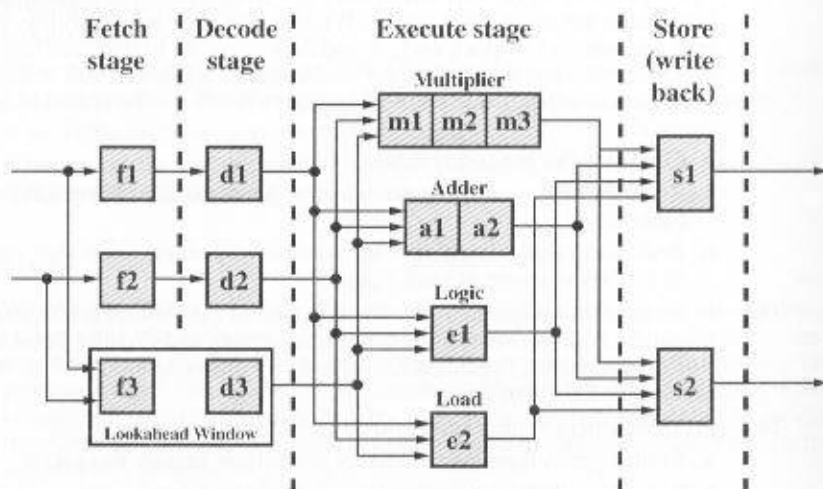 Fetch
stage
Decode
stage
Execute stage
Store
(write
back)
Multiplier
m1 m2 m3
f1 d1 s1
Adder
a1 a2
f2 d2
Logic
e1
f3 d3 s2
Lookahead Window
Load
e2